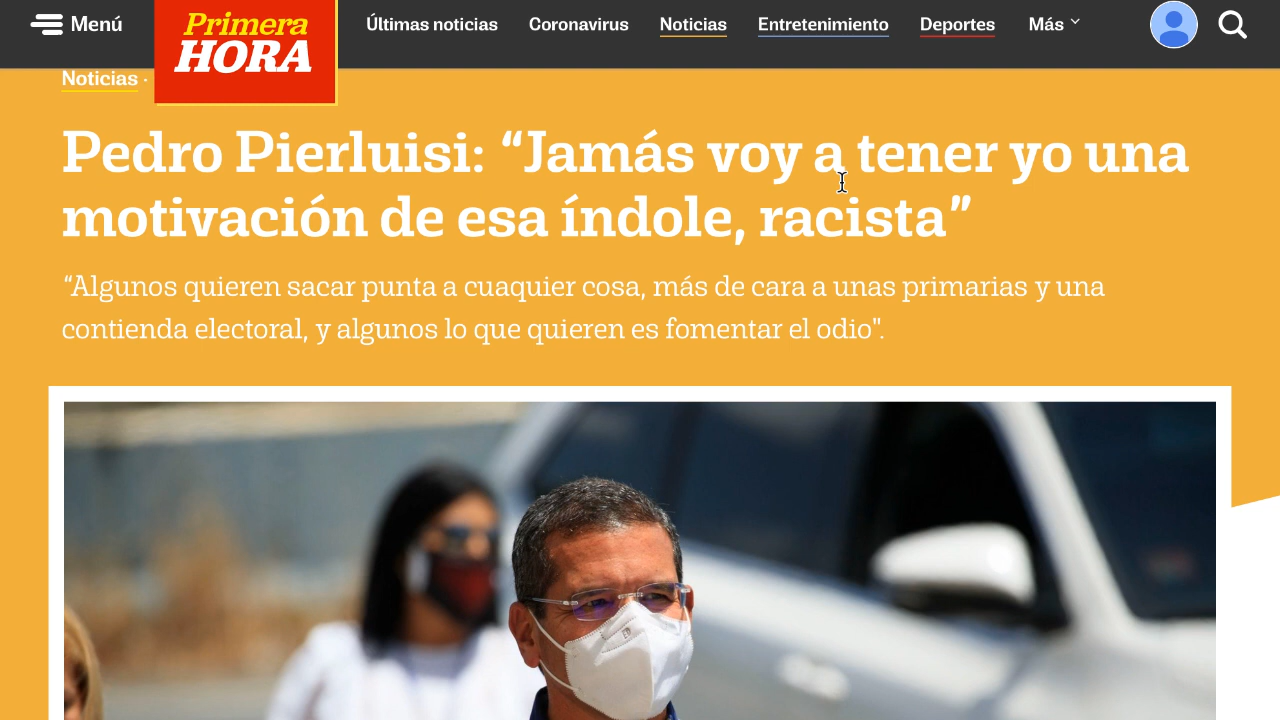 Menú
Primera
HORA
Últimas noticias
Coronavirus
Noticias
Entretenimiento
Deportes
Más
Noticias ·
Pedro Pierluisi: “Jamás voy a tener yo una
motivación de esa índole, racista”
“Algunos quieren sacar punta a cuaquier cosa, más de cara a unas primarias y una
contienda electoral, y algunos lo que quieren es fomentar el odio".